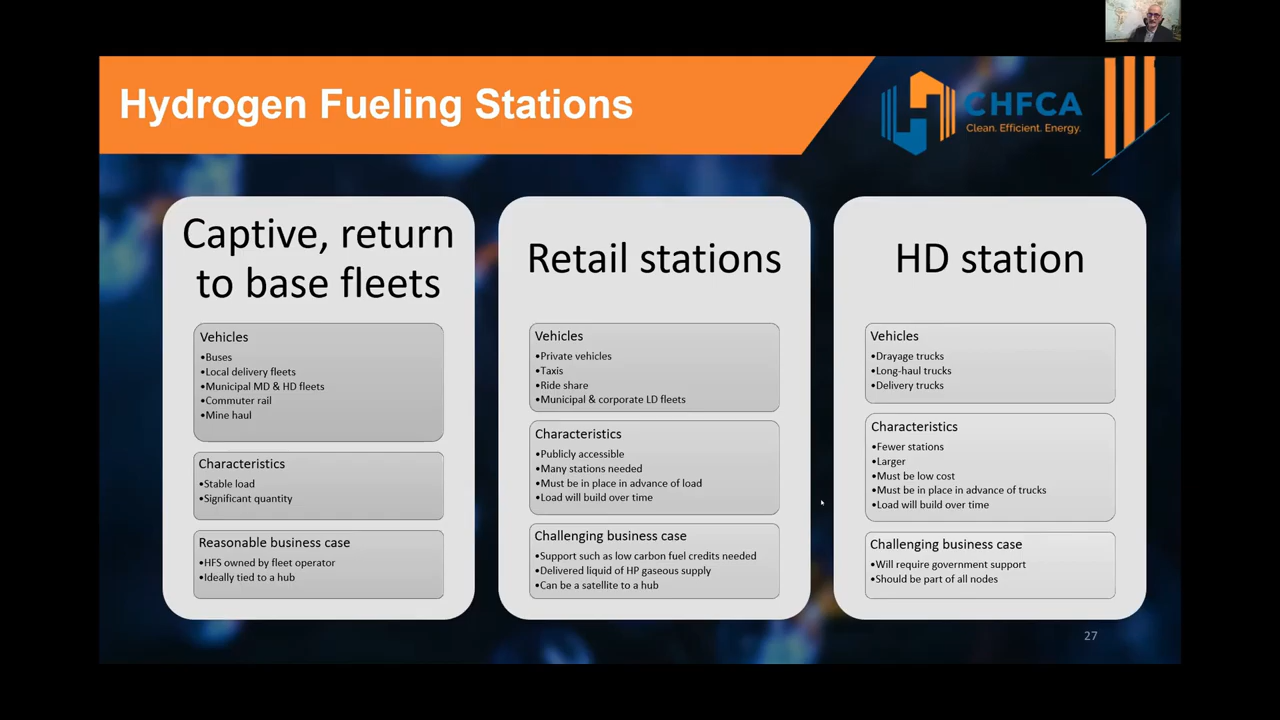 Hydrogen Fueling Stations
CHFCA
Clean. Efficient. Energy.
Captive, return
to base fleets
Vehicles
•Buses
•Local delivery fleets
•Municipal MD & HD fleets
•Commuter rail
•Mine haul
Characteristics
•Stable load
•Significant quantity
Reasonable business case
•HFS owned by fleet operator
•Ideally tied to a hub
Retail stations
Vehicles
•Private vehicles
•Taxis
•Ride share
•Municipal & corporate LD fleets
Characteristics
•Publicly accessible
•Many stations needed
•Must be in place in advance of load
•Load will build over time
Challenging business case
•Support such as low carbon fuel credits needed
•Delivered liquid of HP gaseous supply
•Can be a satellite to a hub
HD station
Vehicles
•Drayage trucks
•Long-haul trucks
•Delivery trucks
Characteristics
•Fewer stations
•Larger
•Must be low cost
•Must be in place in advance of trucks
•Load will build over time
Challenging business case
•Will require government support
•Should be part of all nodes
27